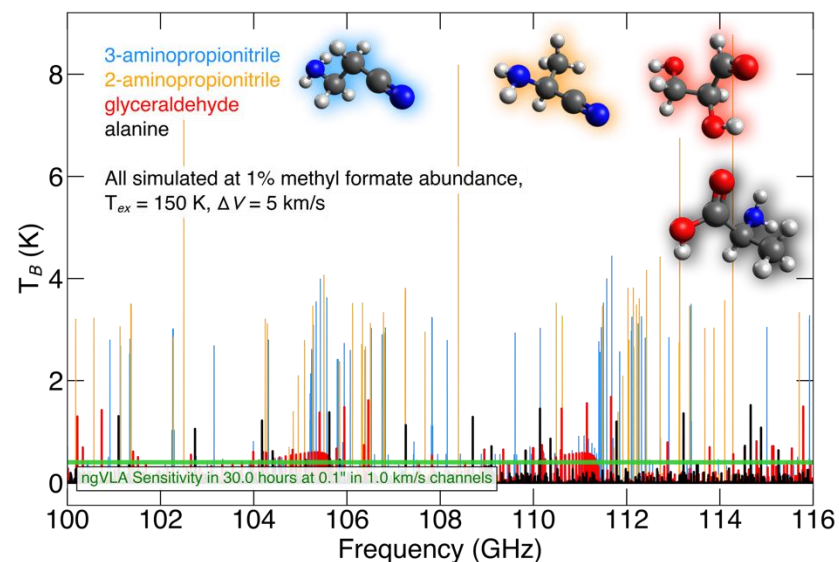 3-aminopropionitrile
2-aminopropionitrile
glyceraldehyde
alanine
All simulated at 1% methyl formate abundance,
T_ex = 150 K, ΔV = 5 km/s
T_B (K)
8
6
4
2
0
ngVLA Sensitivity in 30.0 hours at 0.1" in 1.0 km/s channels
100 102 104 106 108 110 112 114 116
Frequency (GHz)